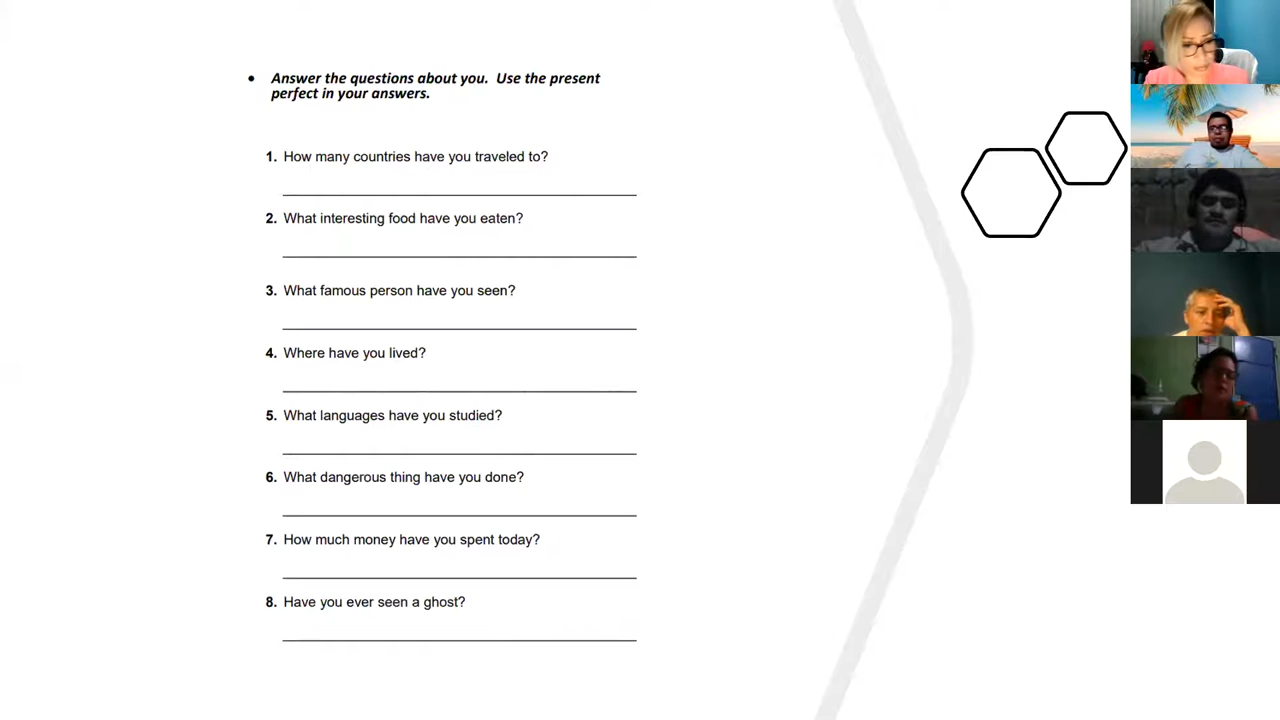 • Answer the questions about you. Use the present
perfect in your answers.
1. How many countries have you traveled to?
2. What interesting food have you eaten?
3. What famous person have you seen?
4. Where have you lived?
5. What languages have you studied?
6. What dangerous thing have you done?
7. How much money have you spent today?
8. Have you ever seen a ghost?